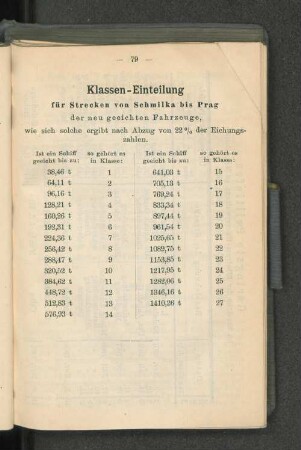 — 79 —
Klassen-Einteilung
für Strecken von Schmilka bis Prag
der neu geeichten Fahrzeuge,
wie sich solche ergibt nach Abzug von 22 % der Eichungs-
zahlen.
Ist ein Schiff so gehört es Ist ein Schiff so gehört es
geeicht bis zu: in Klasse: geeicht bis zu: in Klasse:
38,46 t 1 641,03 t 15
64,11 t 2 705,13 t 16
96,16 t 3 769,24 t 17
128,21 t 4 833,34 t 18
160,26 t 5 897,44 t 19
192,31 t 6 961,54 t 20
224,36 t 7 1025,65 t 21
256,42 t 8 1089,75 t 22
288,47 t 9 1153,85 t 23
320,52 t 10 1217,95 t 24
384,62 t 11 1282,06 t 25
448,72 t 12 1346,16 t 26
512,83 t 13 1410,26 t 27
576,93 t 14